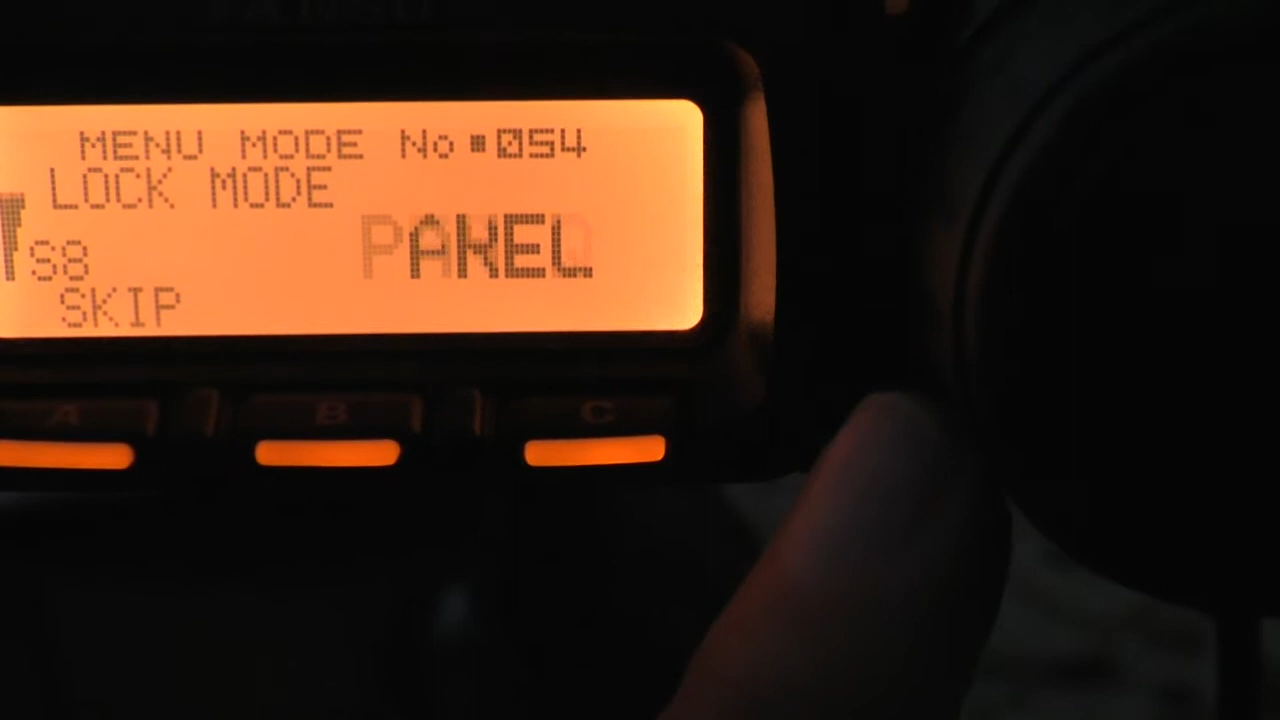 MENU MODE No.054
LOCK MODE
PANEL
S8
SKIP
A B C